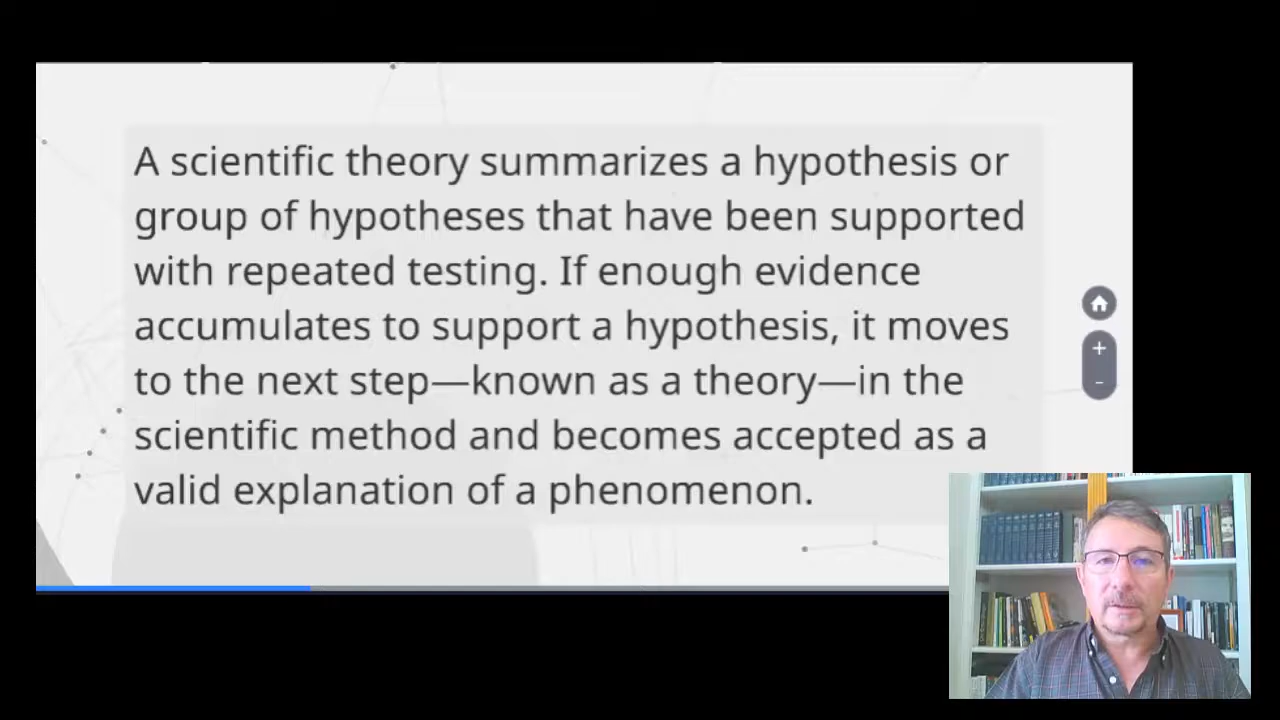 A scientific theory summarizes a hypothesis or
group of hypotheses that have been supported
with repeated testing. If enough evidence
accumulates to support a hypothesis, it moves
to the next step—known as a theory—in the
scientific method and becomes accepted as a
valid explanation of a phenomenon.